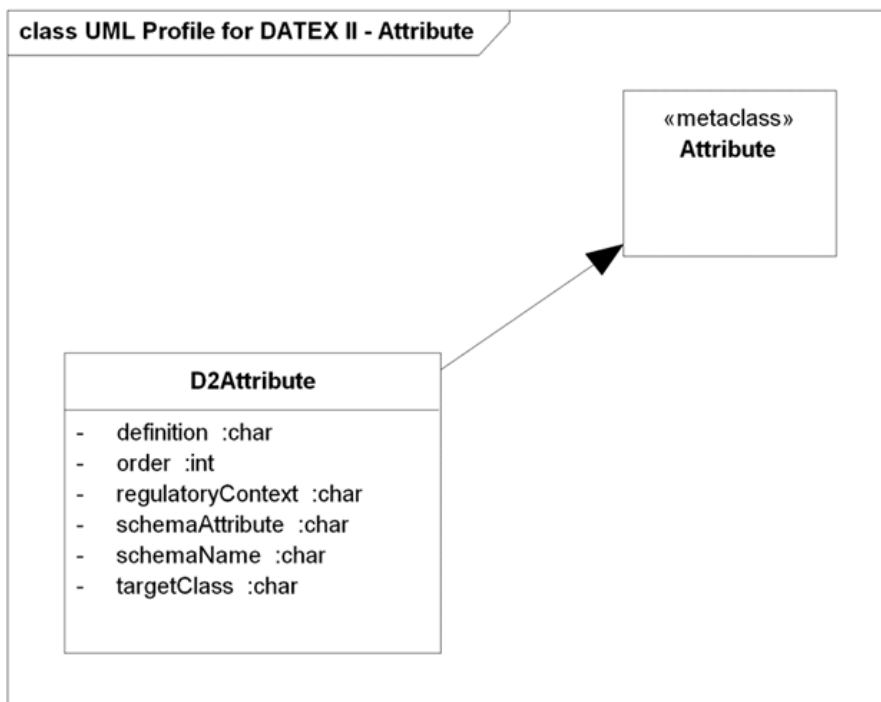 class UML Profile for DATEX II - Attribute
«metaclass»
Attribute
D2Attribute
- definition :char
- order :int
- regulatoryContext :char
- schemaAttribute :char
- schemaName :char
- targetClass :char